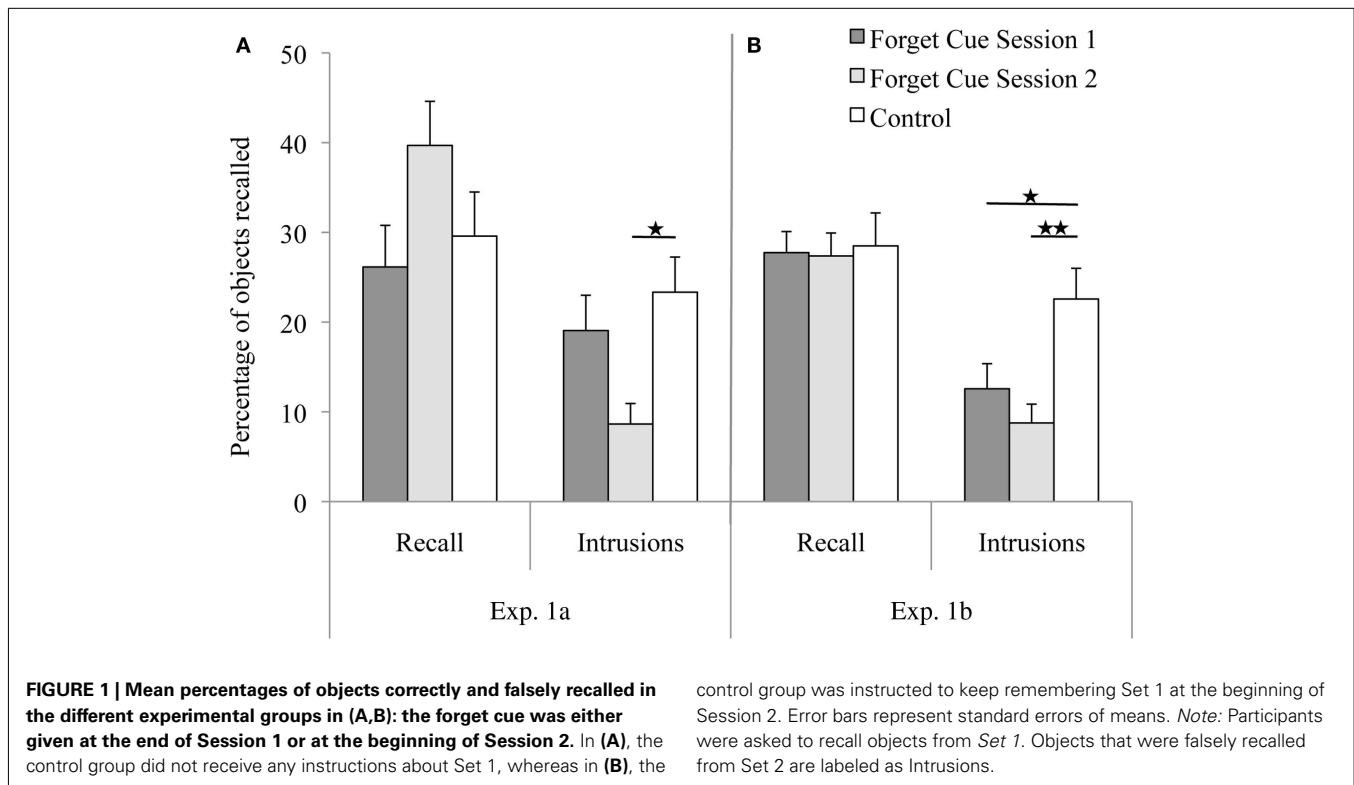 A
B
Forget Cue Session 1
Forget Cue Session 2
Control
Percentage of objects recalled
50
40
30
20
10
0
★
★
★★
Recall
Intrusions
Recall
Intrusions
Exp. 1a
Exp. 1b
FIGURE 1 | Mean percentages of objects correctly and falsely recalled in
the different experimental groups in (A,B): the forget cue was either
given at the end of Session 1 or at the beginning of Session 2. In (A), the
control group did not receive any instructions about Set 1, whereas in (B), the
control group was instructed to keep remembering Set 1 at the beginning of
Session 2. Error bars represent standard errors of means. Note: Participants
were asked to recall objects from Set 1. Objects that were falsely recalled
from Set 2 are labeled as Intrusions.